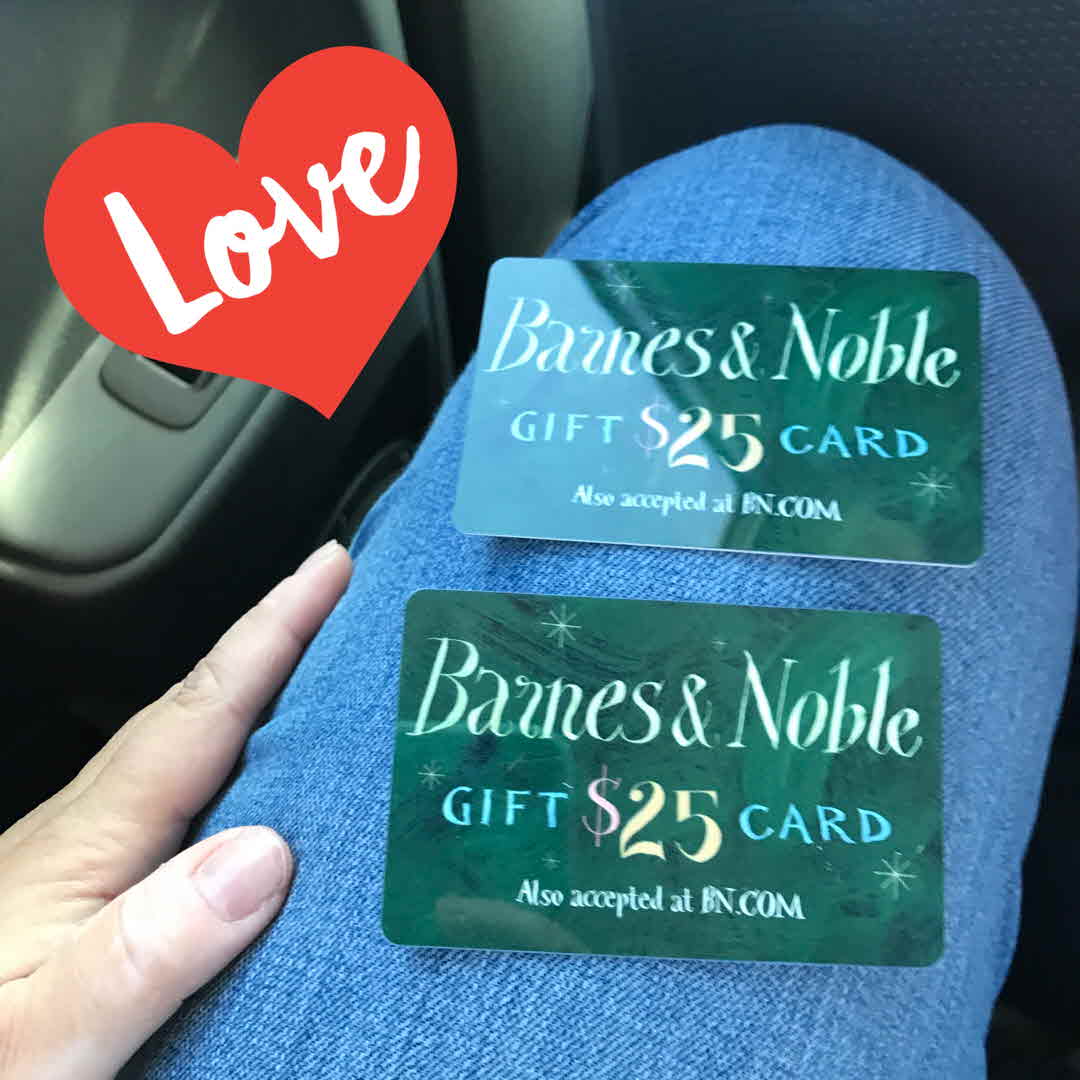 Love
Barnes & Noble
GIFT $25 CARD
Also accepted at BN.COM
Barnes & Noble
GIFT $25 CARD
Also accepted at BN.COM